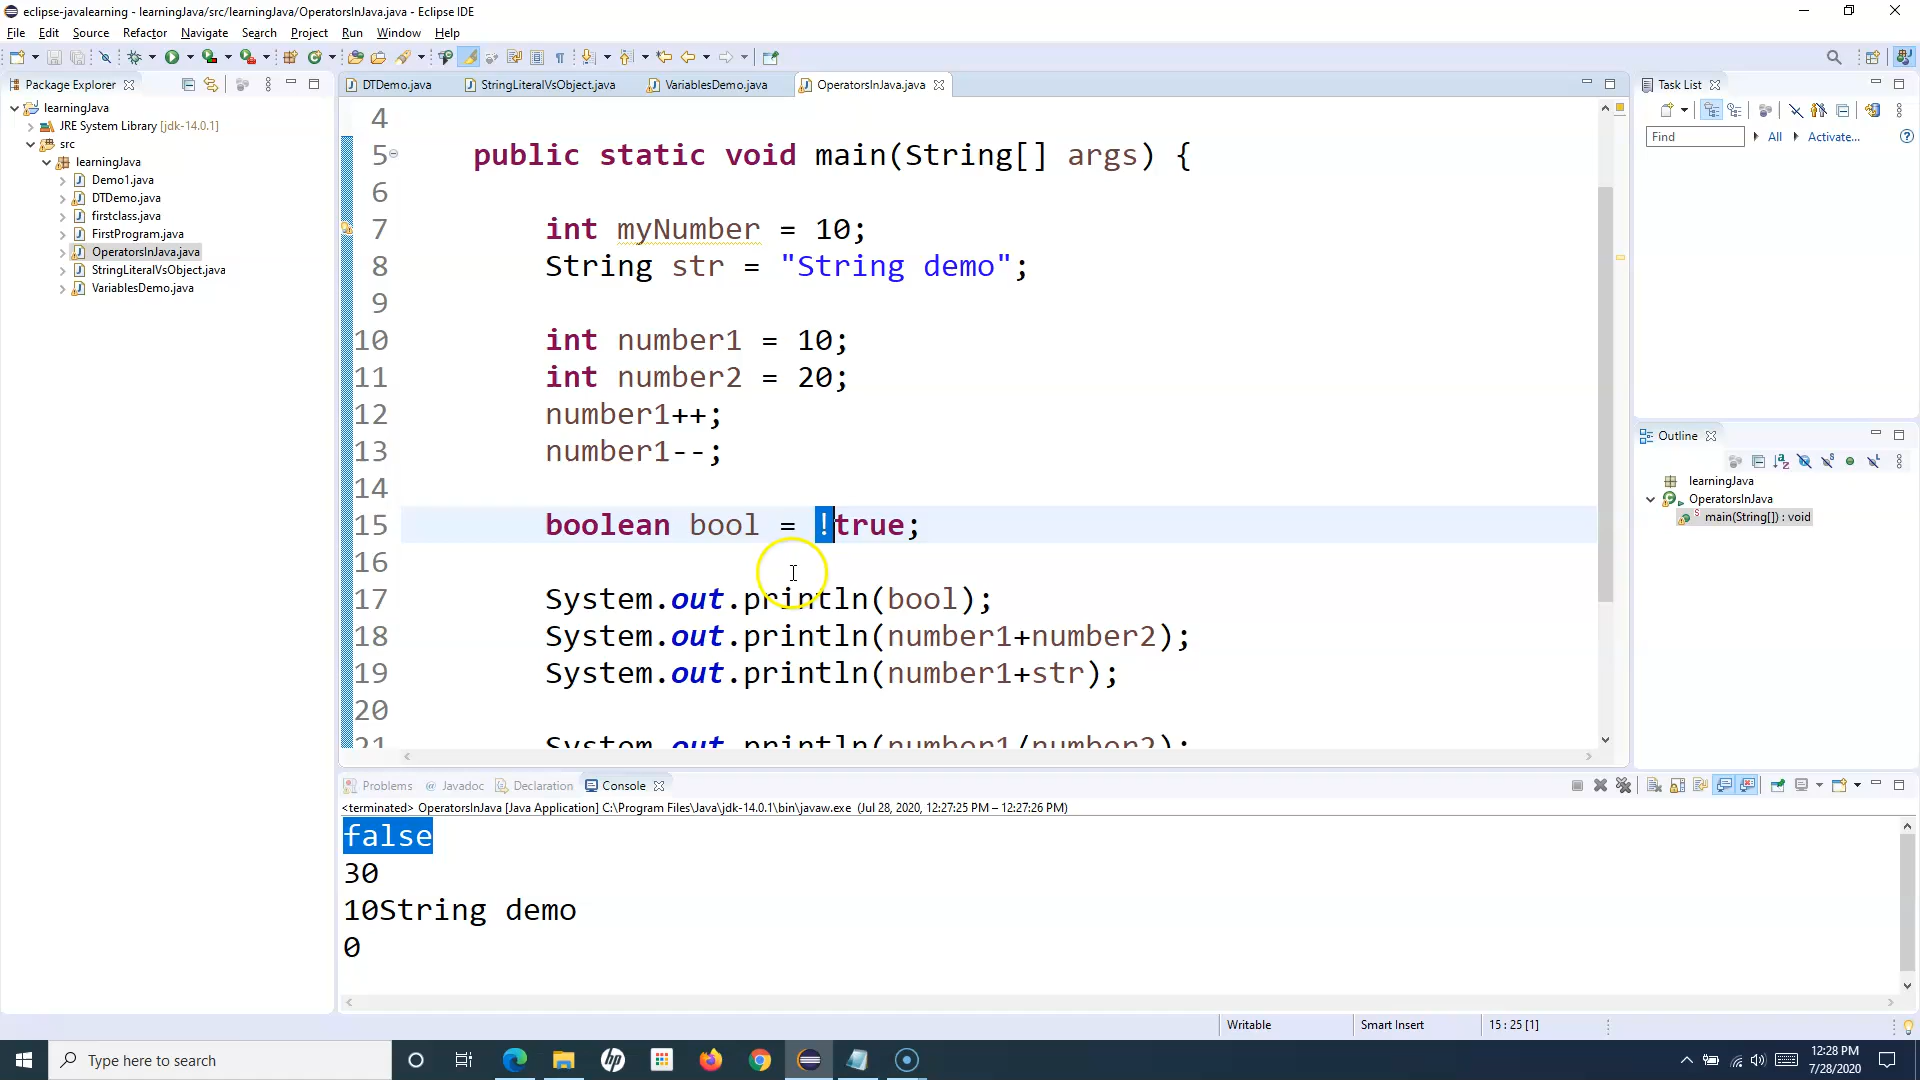 eclipse-javalearning - learningJava/src/learningJava/OperatorsInJava.java - Eclipse IDE
File Edit Source Refactor Navigate Search Project Run Window Help
Package Explorer
learningJava
JRE System Library [jdk-14.0.1]
src
learningJava
Demo1.java
DTDemo.java
firstclass.java
FirstProgram.java
OperatorsInJava.java
StringLiteralVsObject.java
VariablesDemo.java
DTDemo.java StringLiteralVsObject.java VariablesDemo.java OperatorsInJava.java
4
5 public static void main(String[] args) {
6
7 int myNumber = 10;
8 String str = "String demo";
9
10 int number1 = 10;
11 int number2 = 20;
12 number1++;
13 number1--;
14
15 boolean bool = !true;
16
17 System.out.println(bool);
18 System.out.println(number1+number2);
19 System.out.println(number1+str);
20
21 System.out.println(number1/number2);
Task List
Find All Activate...
Outline
learningJava
OperatorsInJava
main(String[]) : void
Problems Javadoc Declaration Console
<terminated> OperatorsInJava [Java Application] C:\Program Files\Java\jdk-14.0.1\bin\javaw.exe (Jul 28, 2020, 12:27:25 PM – 12:27:26 PM)
false
30
10String demo
0
Writable Smart Insert 15 : 25 [1]
Type here to search
12:28 PM
7/28/2020